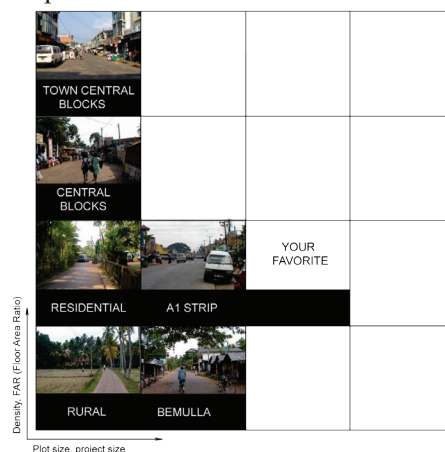 TOWN CENTRAL
BLOCKS
CENTRAL
BLOCKS
YOUR
FAVORITE
RESIDENTIAL
A1 STRIP
RURAL
BEMULLA
Density, FAR (Floor Area Ratio)
Plot size, project size